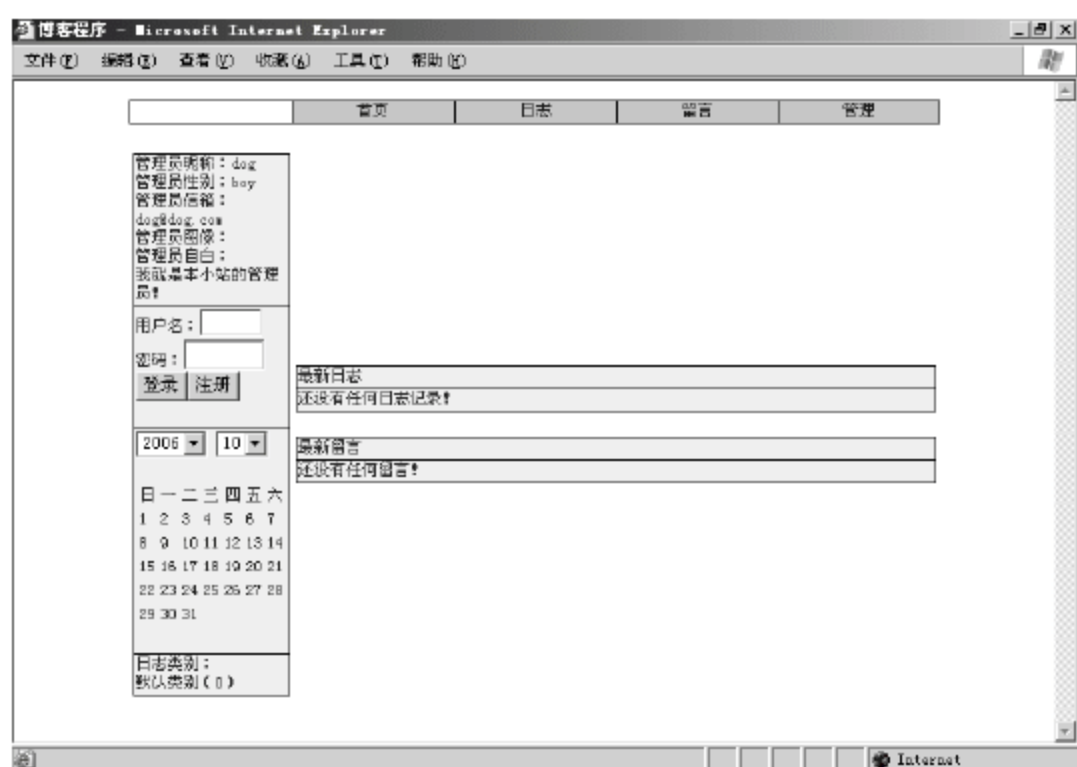 博客程序 - Microsoft Internet Explorer
文件(F) 编辑(E) 查看(V) 收藏(A) 工具(T) 帮助(H)
首页 日志 留言 管理
管理员昵称：dog
管理员性别：boy
管理员信箱：
dog@dog.com
管理员图像：
管理员自白：
我就是本小站的管理
员！
用户名：
密码：
登录 注册
2006 10
日 一 二 三 四 五 六
1 2 3 4 5 6 7
8 9 10 11 12 13 14
15 16 17 18 19 20 21
22 23 24 25 26 27 28
29 30 31
日志类别：
默认类别(0)
最新日志
还没有任何日志记录！
最新留言
还没有任何留言！
Internet